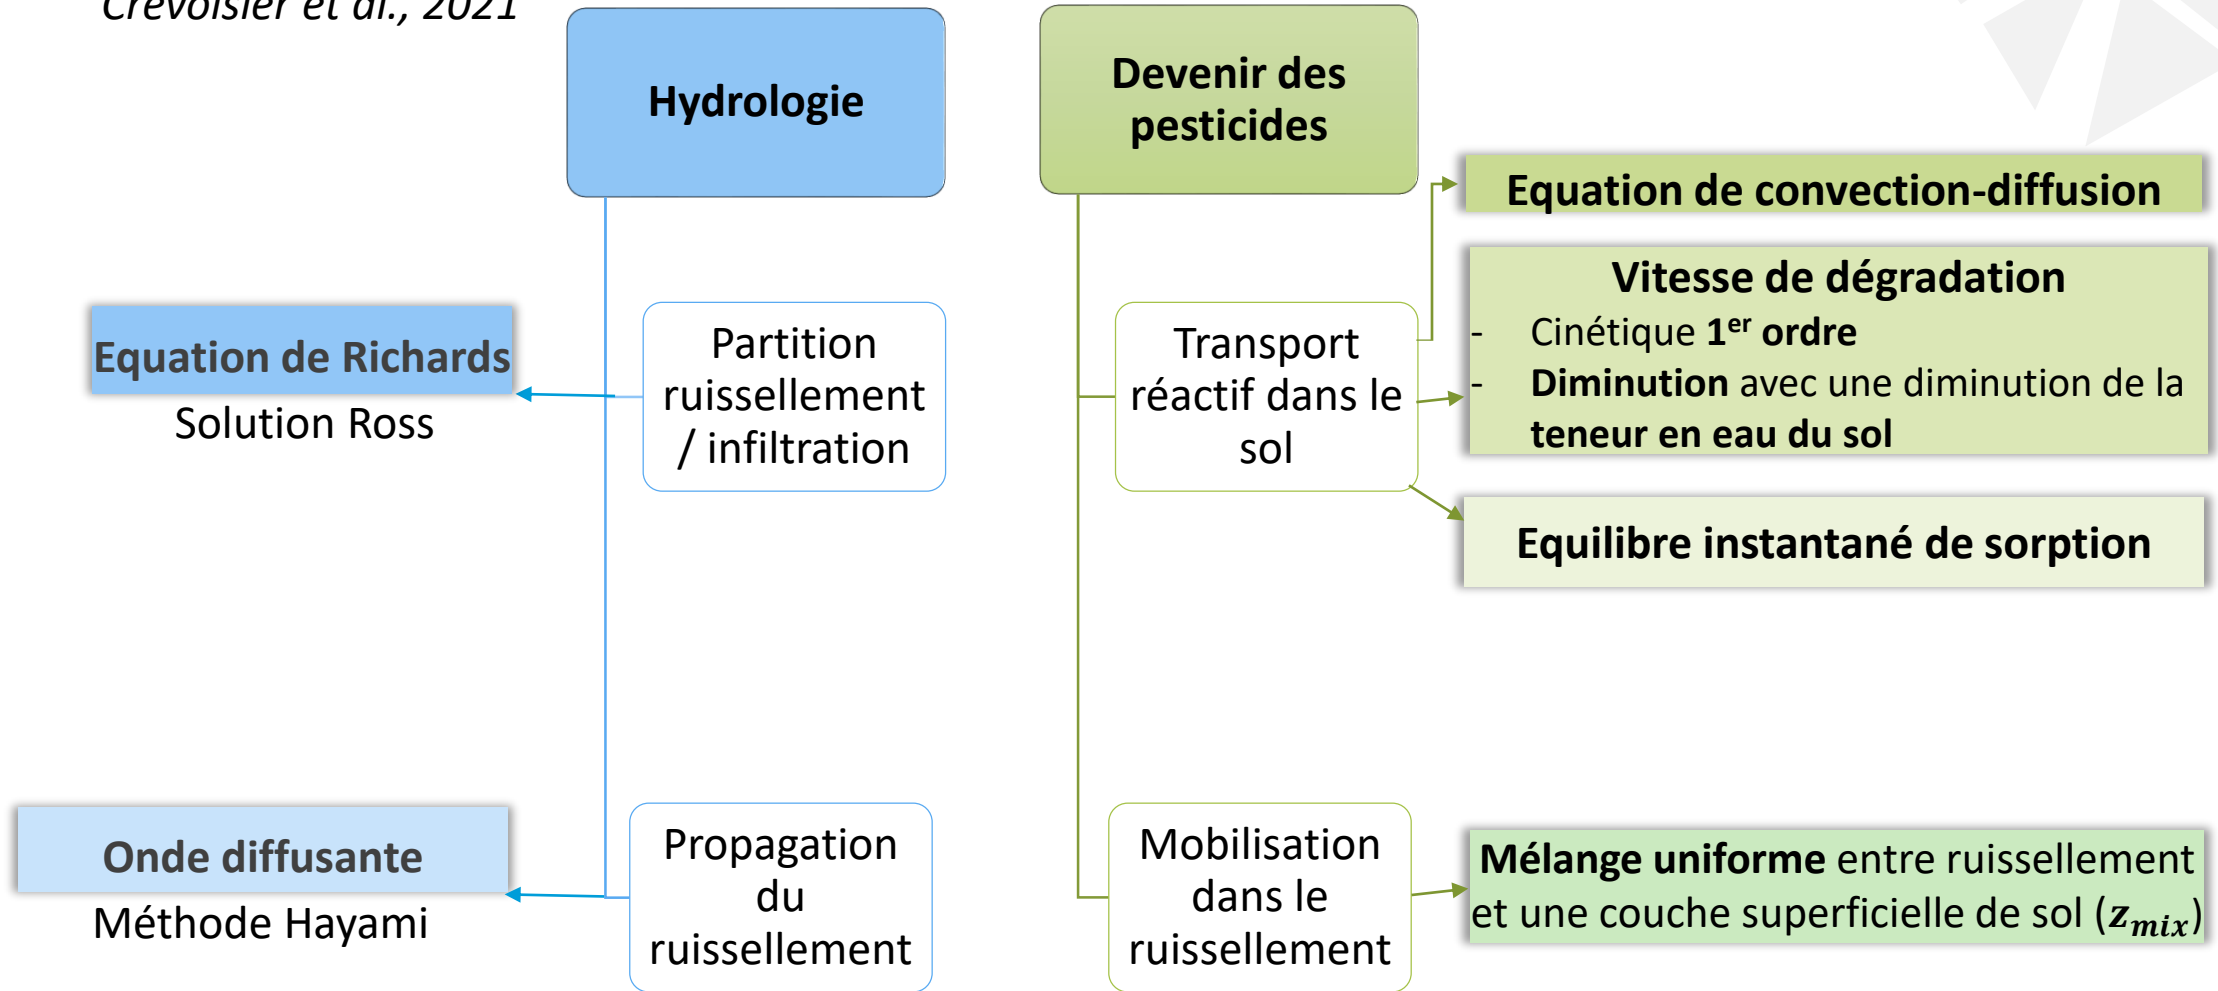 Crevoisier et al., 2021
Hydrologie
Equation de Richards
Solution Ross
Partition
ruissellement
/ infiltration
Onde diffusante
Méthode Hayami
Propagation
du
ruissellement
Devenir des
pesticides
Transport
réactif dans le
sol
Equation de convection-diffusion
Vitesse de dégradation
- Cinétique 1er ordre
- Diminution avec une diminution de la
teneur en eau du sol
Equilibre instantané de sorption
Mobilisation
dans le
ruissellement
Mélange uniforme entre ruissellement
et une couche superficielle de sol (zmix)